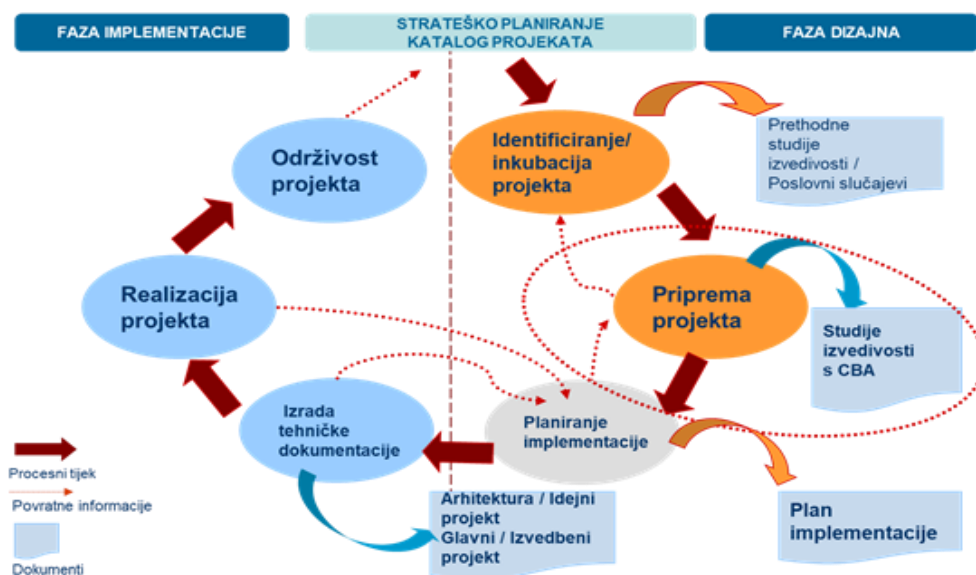 FAZA IMPLEMENTACIJE
STRATEŠKO PLANIRANJE
KATALOG PROJEKATA
FAZA DIZAJNA
Održivost
projekta
Identificiranje/
inkubacija
projekta
Prethodne
studije
izvedivosti /
Poslovni slučajevi
Realizacija
projekta
Priprema
projekta
Studije
izvedivosti
s CBA
Izrada
tehničke
dokumentacije
Planiranje
implementacije
Procesni tijek
Povratne informacije
Dokumenti
Arhitektura / Idejni
projekt
Glavni / Izvedbeni
projekt
Plan
implementacije